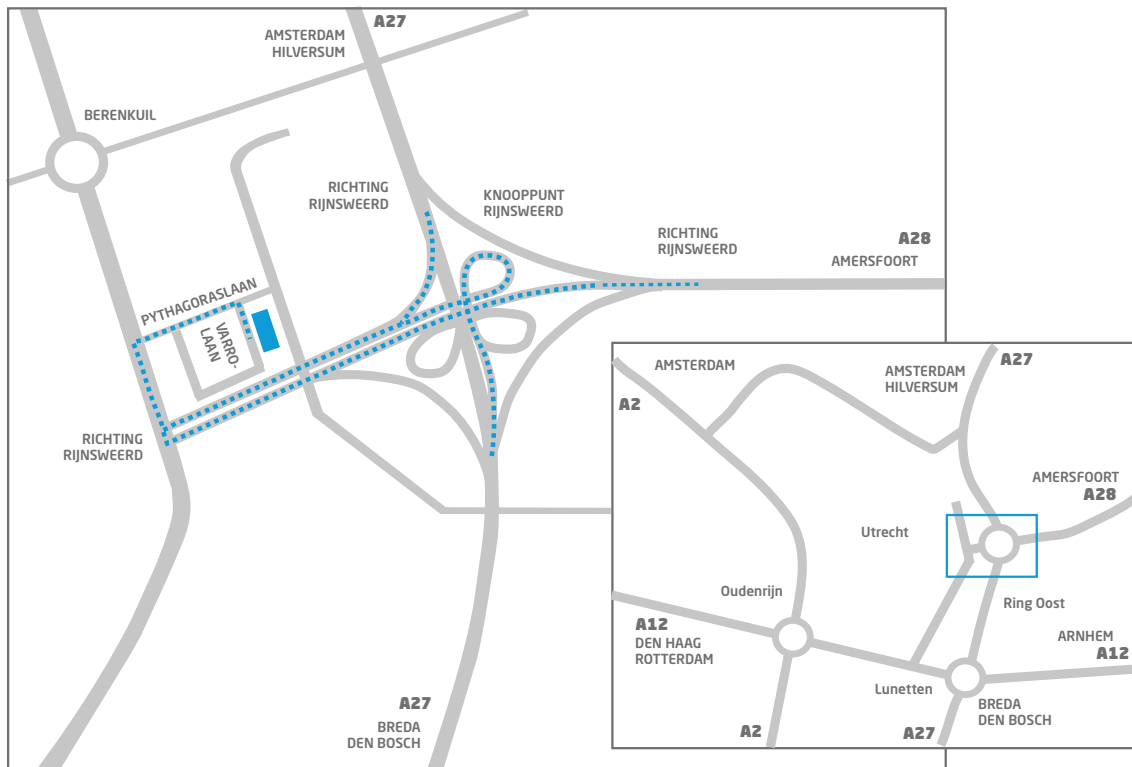 A27
AMSTERDAM
HILVERSUM
BERENKUIL
RICHTING
RIJNSWEERD
KNOOPPUNT
RIJNSWEERD
RICHTING
RIJNSWEERD
A28
AMERSFOORT
PYTHAGORASLAAN
VARRO-
LAAN
RICHTING
RIJNSWEERD
A27
BREDA
DEN BOSCH
AMSTERDAM
A2
AMSTERDAM
HILVERSUM
A27
AMERSFOORT
A28
Utrecht
Oudenrijn
Ring Oost
A12
DEN HAAG
ROTTERDAM
ARNHEM
A12
Lunetten
BREDA
DEN BOSCH
A2
A27